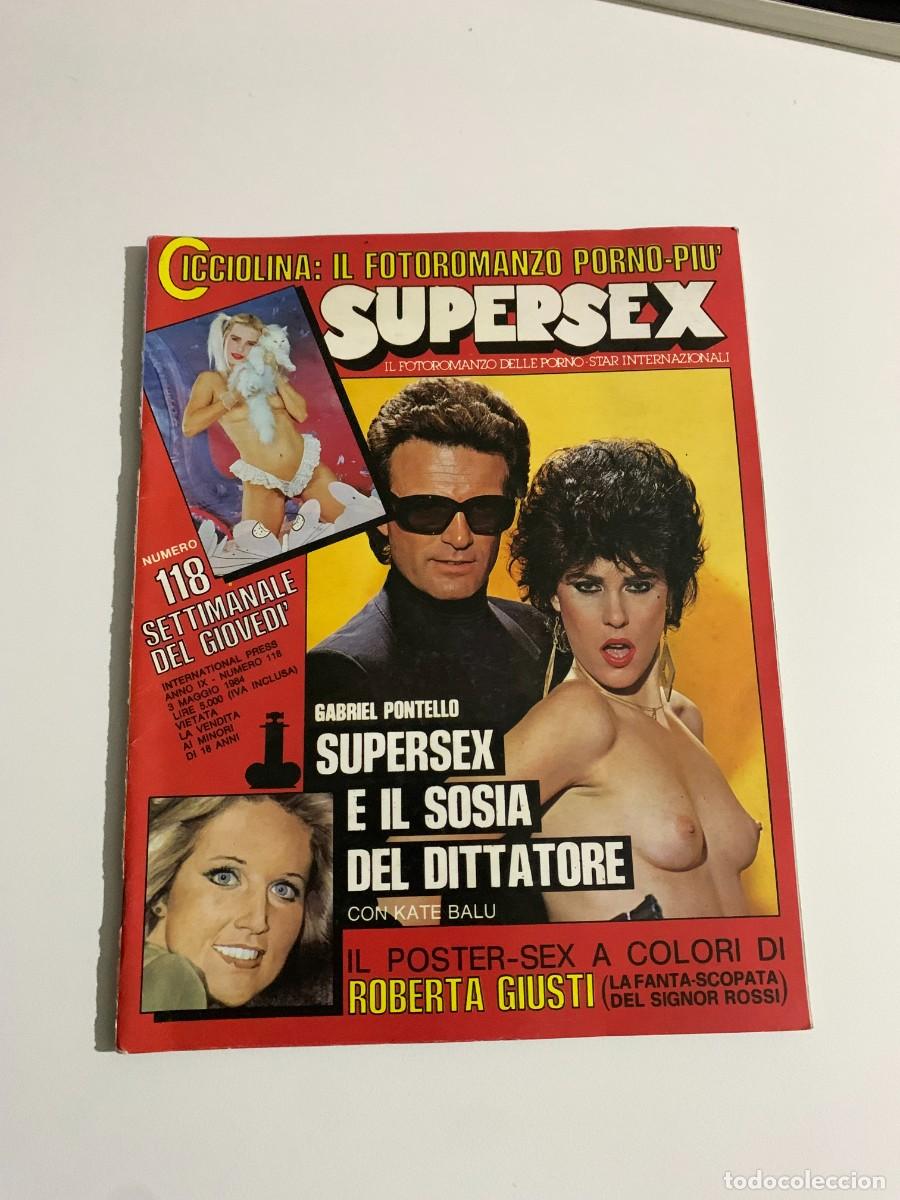 CICCIOLINA: IL FOTOROMANZO PORNO-PIU'
SUPERSEX
IL FOTOROMANZO DELLE PORNO-STAR INTERNAZIONALI
NUMERO
118
SETTIMANALE
DEL GIOVEDI'
INTERNATIONAL PRESS
ANNO IX - NUMERO 118
3 MAGGIO 1984
LIRE 5.000 (IVA INCLUSA)
VIETATA
LA VENDITA
AI MINORI
DI 18 ANNI
GABRIEL PONTELLO
SUPERSEX
E IL SOSIA
DEL DITTATORE
CON KATE BALU
IL POSTER-SEX A COLORI DI
ROBERTA GIUSTI (LA FANTA-SCOPATA
DEL SIGNOR ROSSI)
todocoleccion